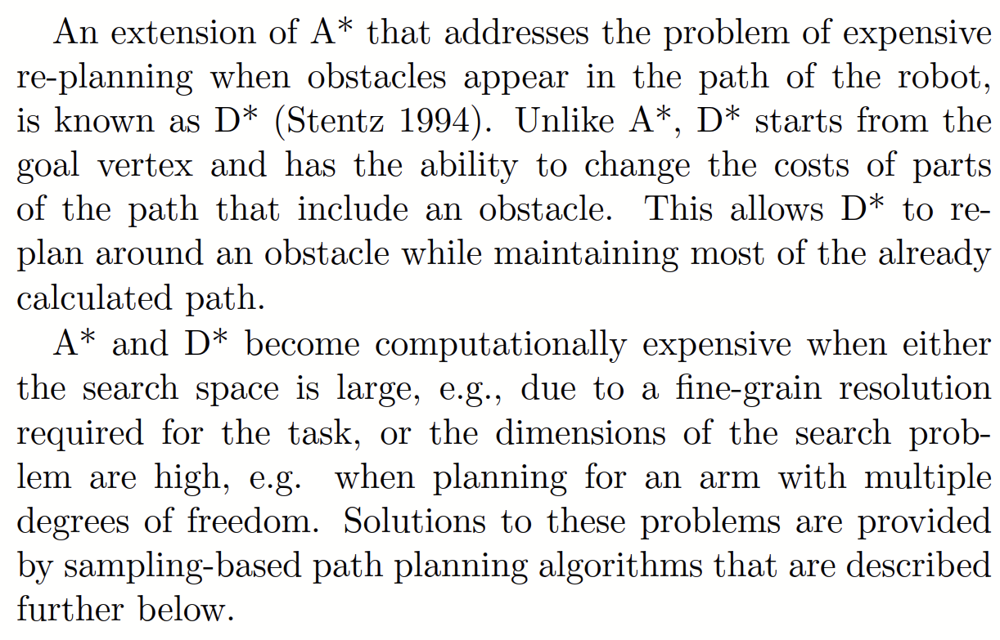 An extension of A* that addresses the problem of expensive
re-planning when obstacles appear in the path of the robot,
is known as D* (Stentz 1994). Unlike A*, D* starts from the
goal vertex and has the ability to change the costs of parts
of the path that include an obstacle. This allows D* to re-
plan around an obstacle while maintaining most of the already
calculated path.
A* and D* become computationally expensive when either
the search space is large, e.g., due to a fine-grain resolution
required for the task, or the dimensions of the search prob-
lem are high, e.g. when planning for an arm with multiple
degrees of freedom. Solutions to these problems are provided
by sampling-based path planning algorithms that are described
further below.